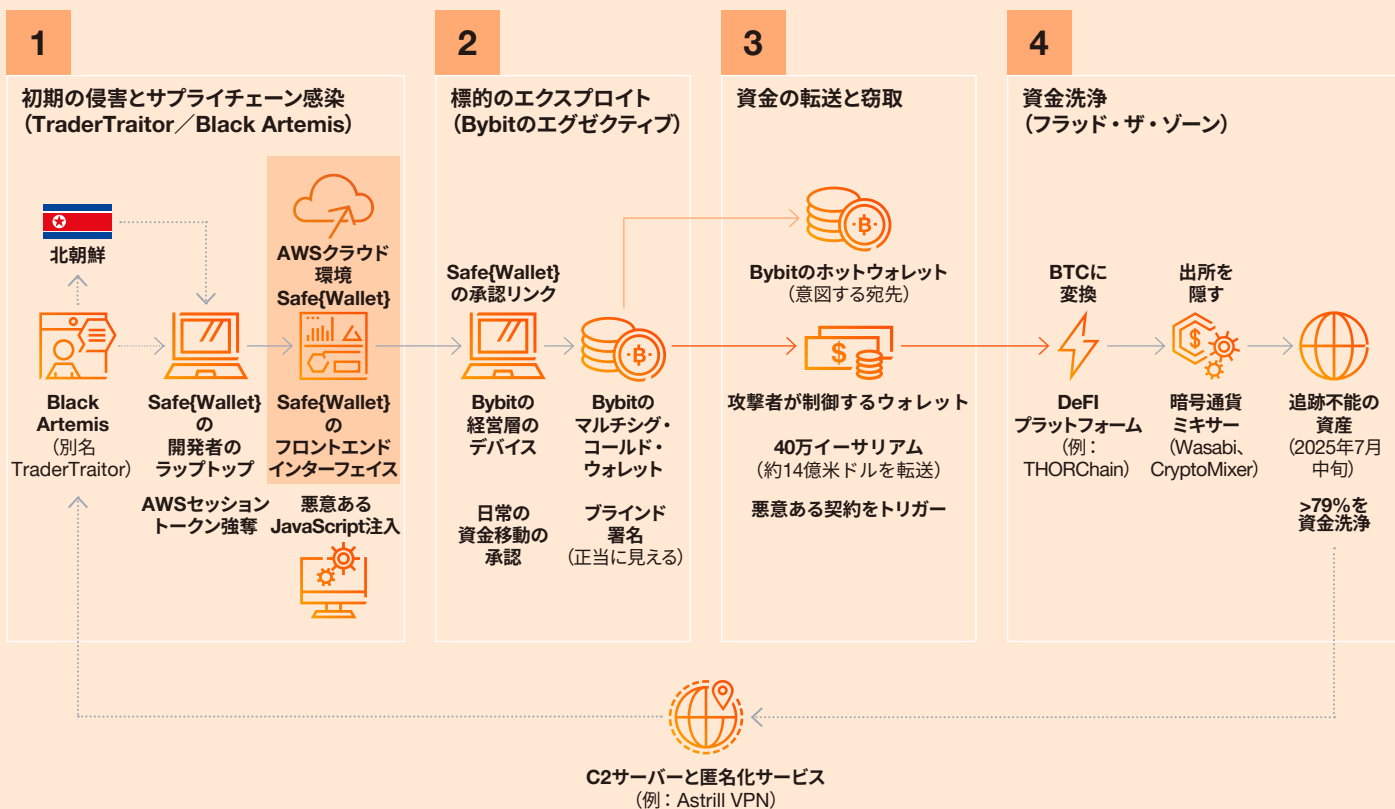 1
初期の侵害とサプライチェーン感染
（TraderTraitor／Black Artemis）
北朝鮮
AWSクラウド
環境
Safe{Wallet}
Black
Artemis
（別名
TraderTraitor）
Safe{Wallet}
の
開発者の
ラップトップ
AWSセッション
トークン強奪
Safe{Wallet}
の
フロントエンド
インターフェイス
悪意ある
JavaScript注入
2
標的のエクスプロイト
（Bybitのエグゼクティブ）
Safe{Wallet}
の承認リンク
Bybitの
経営層の
デバイス
日常の
資金移動の
承認
Bybitの
マルチシグ・
コールド・
ウォレット
ブラインド
署名
（正当に見える）
3
資金の転送と窃取
Bybitのホットウォレット
（意図する宛先）
攻撃者が制御するウォレット
40万イーサリアム
（約14億米ドルを転送）
悪意ある契約をトリガー
4
資金洗浄
（フラッド・ザ・ゾーン）
BTCに
変換
DeFI
プラットフォーム
（例：
THORChain）
出所を
隠す
暗号通貨
ミキサー
（Wasabi、
CryptoMixer）
追跡不能の
資産
（2025年7月
中旬）
>79%を
資金洗浄
C2サーバーと匿名化サービス
（例：Astrill VPN）